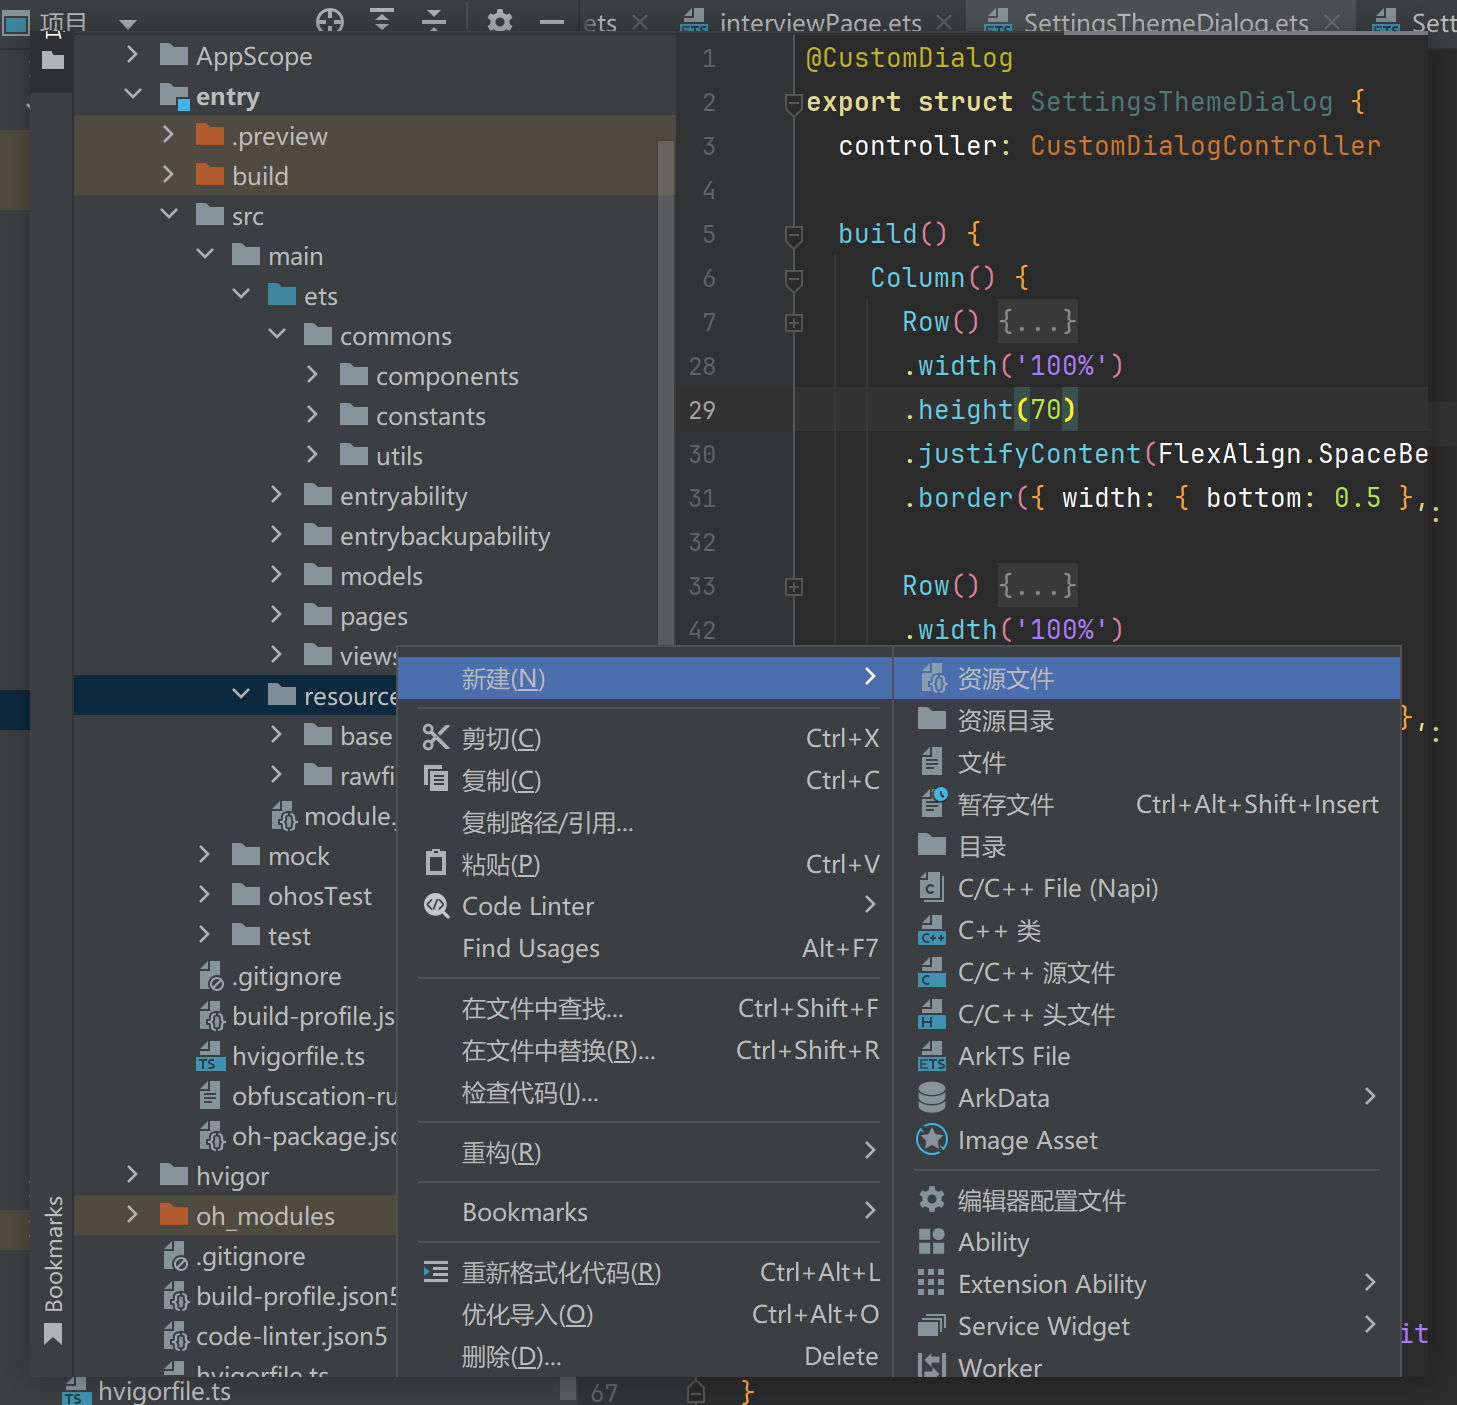 项目
ets
interviewPage.ets
SettingsThemeDialog.ets
Sett
AppScope
entry
.preview
build
src
main
ets
commons
components
constants
utils
entryability
entrybackupability
models
pages
views
resource
base
rawfi
module.
mock
ohosTest
test
.gitignore
build-profile.js
hvigorfile.ts
obfuscation-ru
oh-package.jsc
hvigor
oh_modules
.gitignore
build-profile.json5
code-linter.json5
hvigorfile.ts
hvigorfile.ts
Bookmarks
1 @CustomDialog
2 export struct SettingsThemeDialog {
3 controller: CustomDialogController
4
5 build() {
6 Column() {
7 Row() {...}
28 .width('100%')
29 .height(70)
30 .justifyContent(FlexAlign.SpaceBe
31 .border({ width: { bottom: 0.5 },
32
33 Row() {...}
42 .width('100%')
},
it
67 }
新建(N)
剪切(C) Ctrl+X
复制(C) Ctrl+C
复制路径/引用...
粘贴(P) Ctrl+V
Code Linter
Find Usages Alt+F7
在文件中查找... Ctrl+Shift+F
在文件中替换(R)... Ctrl+Shift+R
检查代码(I)...
重构(R)
Bookmarks
重新格式化代码(R) Ctrl+Alt+L
优化导入(O) Ctrl+Alt+O
删除(D)... Delete
资源文件
资源目录
文件
暂存文件 Ctrl+Alt+Shift+Insert
目录
C/C++ File (Napi)
C++ 类
C/C++ 源文件
C/C++ 头文件
ArkTS File
ArkData
Image Asset
编辑器配置文件
Ability
Extension Ability
Service Widget
Worker